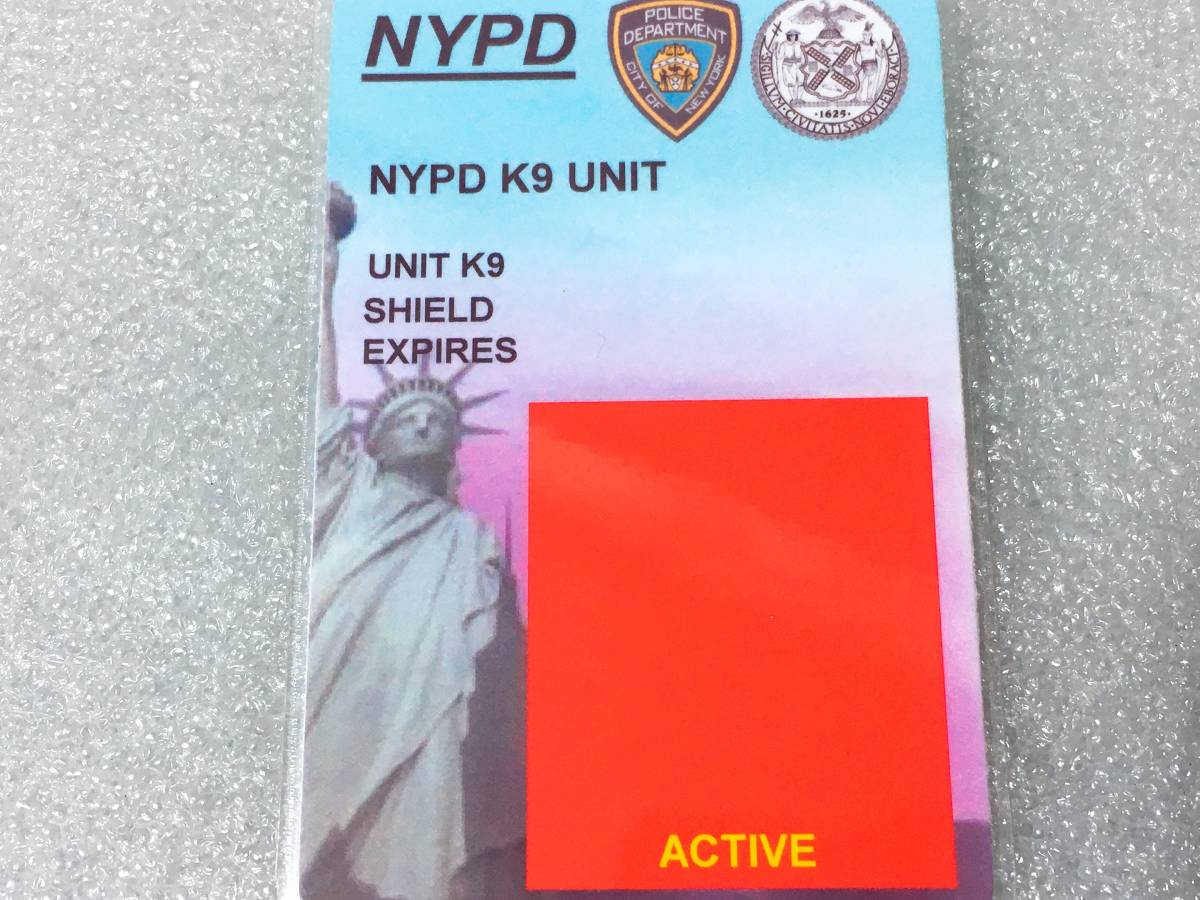 NYPD
POLICE
DEPARTMENT
CITY OF
NEW YORK
SIGILLVM·CIVITATIS·NOVI·EBORACI
·1625·
NYPD K9 UNIT
UNIT K9
SHIELD
EXPIRES
ACTIVE